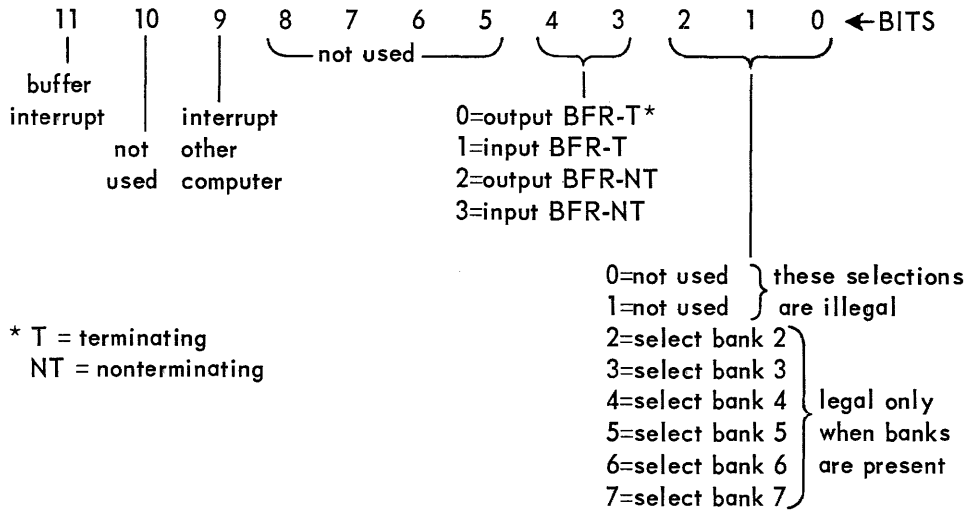 11 10 9 8 7 6 5 4 3 2 1 0 ←BITS
not used
buffer
interrupt
not
used
interrupt
other
computer
0=output BFR-T*
1=input BFR-T
2=output BFR-NT
3=input BFR-NT
0=not used
1=not used
these selections
are illegal
2=select bank 2
3=select bank 3
4=select bank 4
5=select bank 5
6=select bank 6
7=select bank 7
legal only
when banks
are present
* T = terminating
NT = nonterminating